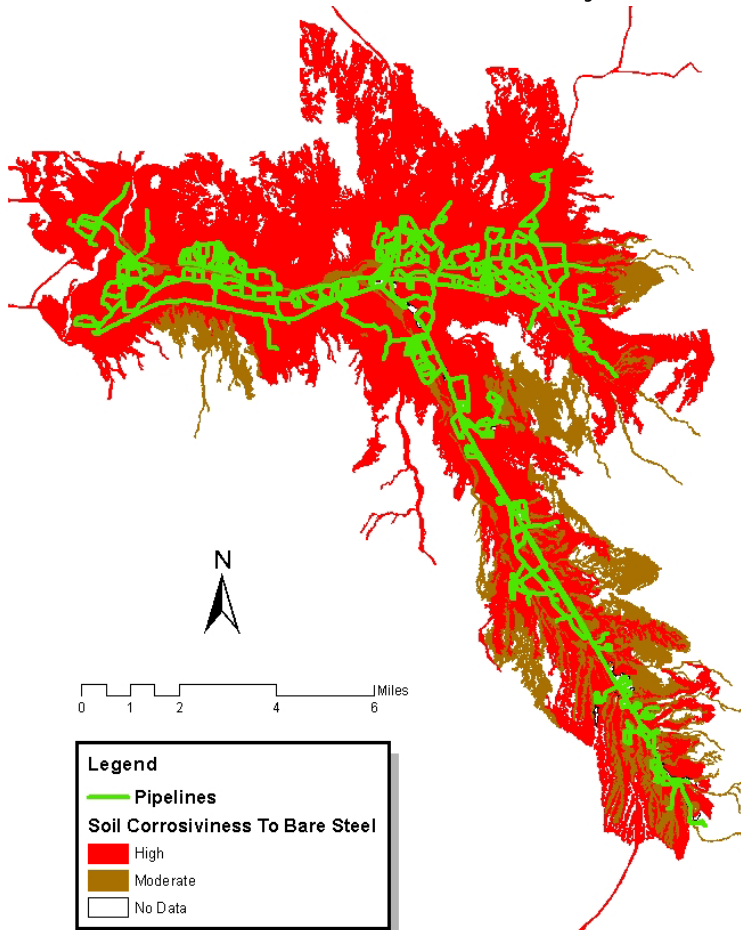 N
Miles
0 1 2 4 6
Legend
Pipelines
Soil Corrosiviness To Bare Steel
High
Moderate
No Data